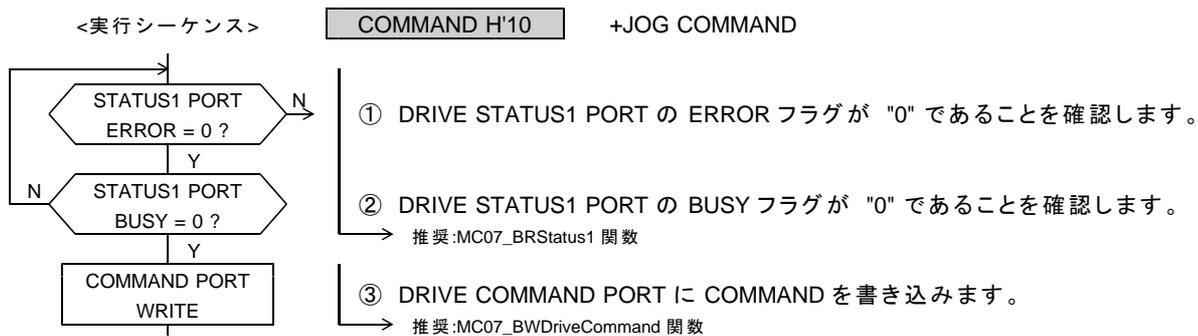 <実行シーケンス>
COMMAND H'10
+JOG COMMAND
STATUS1 PORT
ERROR = 0 ?
N
Y
① DRIVE STATUS1 PORT の ERROR フラグが "0" であることを確認します。
N
STATUS1 PORT
BUSY = 0 ?
Y
② DRIVE STATUS1 PORT の BUSY フラグが "0" であることを確認します。
推奨:MC07_BRStatus1 関数
COMMAND PORT
WRITE
③ DRIVE COMMAND PORT に COMMAND を書き込みます。
推奨:MC07_BWDriveCommand 関数